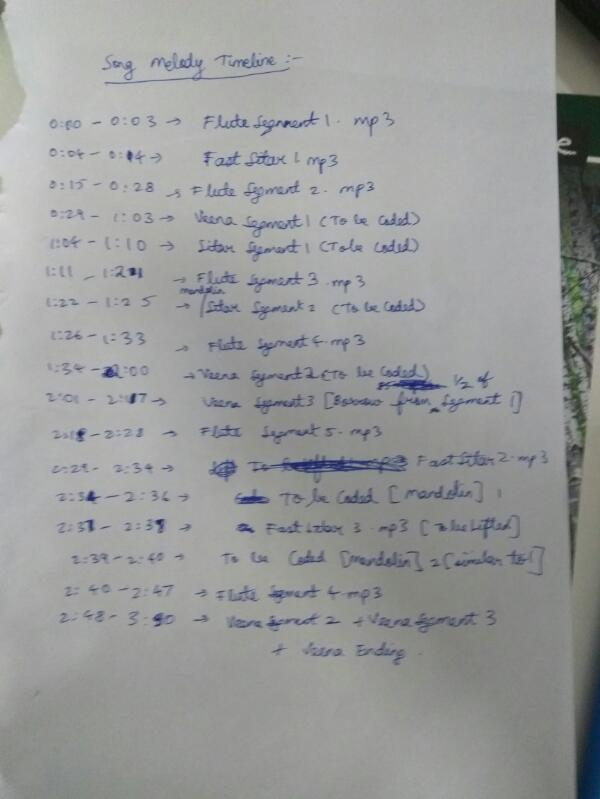 Song Melody Timeline :-
0:00 - 0:03 → Flute Segment 1. mp3
0:04 - 0:14 → Fast Sitar 1 mp3
0:15 - 0:28 → Flute Segment 2. mp3
0:29 - 1:03 → Veena Segment 1 (To be Coded)
1:04 - 1:10 → Sitar Segment 1 (To be Coded)
1:11 - 1:21 → Flute Segment 3. mp3
mandolin
1:22 - 1:25 → / Sitar Segment 2 (To be Coded)
1:26 - 1:33 → Flute Segment 4. mp3
1:34 - 2:00 → Veena Segment 2 (To be Coded)
1/2 of
2:01 - 2:17 → Veena Segment 3 [Borrow from Segment 1]
2:18 - 2:28 → Flute Segment 5. mp3
2:29 - 2:34 → Fast Sitar 2. mp3
2:34 - 2:36 → To be Coded [mandolin] 1
2:37 - 2:38 → Fast Sitar 3. mp3 [To be Lifted]
2:39 - 2:40 → To be Coded [mandolin] 2 [similar to 1]
2:40 - 2:47 → Flute Segment 4. mp3
2:48 - → Veena Segment 2 + Veena Segment 3
+ Veena Ending.